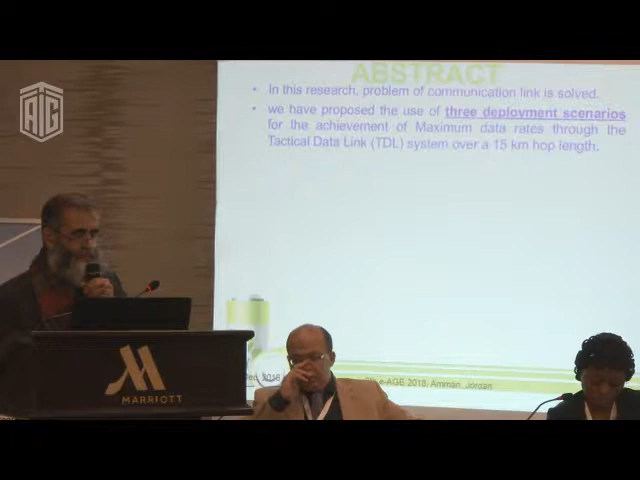 ATG
ABSTRACT
• In this research, problem of communication link is solved.
• we have proposed the use of three deployment scenarios
for the achievement of Maximum data rates through the
Tactical Data Link (TDL) system over a 15 km hop length.
e-AGE 2018, Amman, Jordan
MARRIOTT